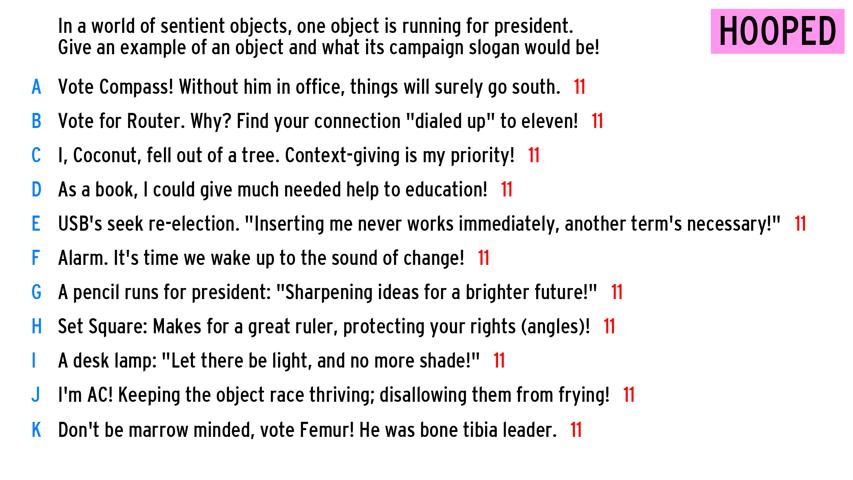 In a world of sentient objects, one object is running for president.
Give an example of an object and what its campaign slogan would be!
HOOPED
A Vote Compass! Without him in office, things will surely go south. 11
B Vote for Router. Why? Find your connection "dialed up" to eleven! 11
C I, Coconut, fell out of a tree. Context-giving is my priority! 11
D As a book, I could give much needed help to education! 11
E USB's seek re-election. "Inserting me never works immediately, another term's necessary!" 11
F Alarm. It's time we wake up to the sound of change! 11
G A pencil runs for president: "Sharpening ideas for a brighter future!" 11
H Set Square: Makes for a great ruler, protecting your rights (angles)! 11
I A desk lamp: "Let there be light, and no more shade!" 11
J I'm AC! Keeping the object race thriving; disallowing them from frying! 11
K Don't be marrow minded, vote Femur! He was bone tibia leader. 11